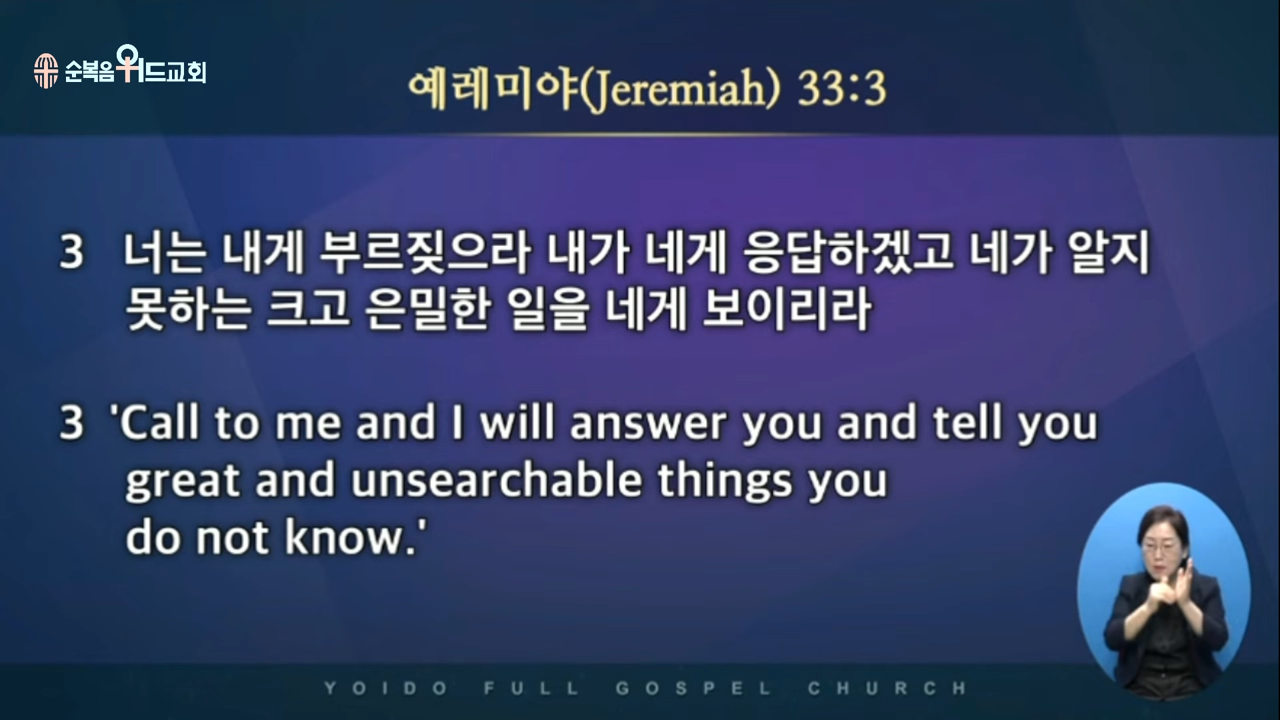 순복음위드교회
예레미야(Jeremiah) 33:3
3 너는 내게 부르짖으라 내가 네게 응답하겠고 네가 알지
못하는 크고 은밀한 일을 네게 보이리라
3 'Call to me and I will answer you and tell you
great and unsearchable things you
do not know.'
YOIDO FULL GOSPEL CHURCH